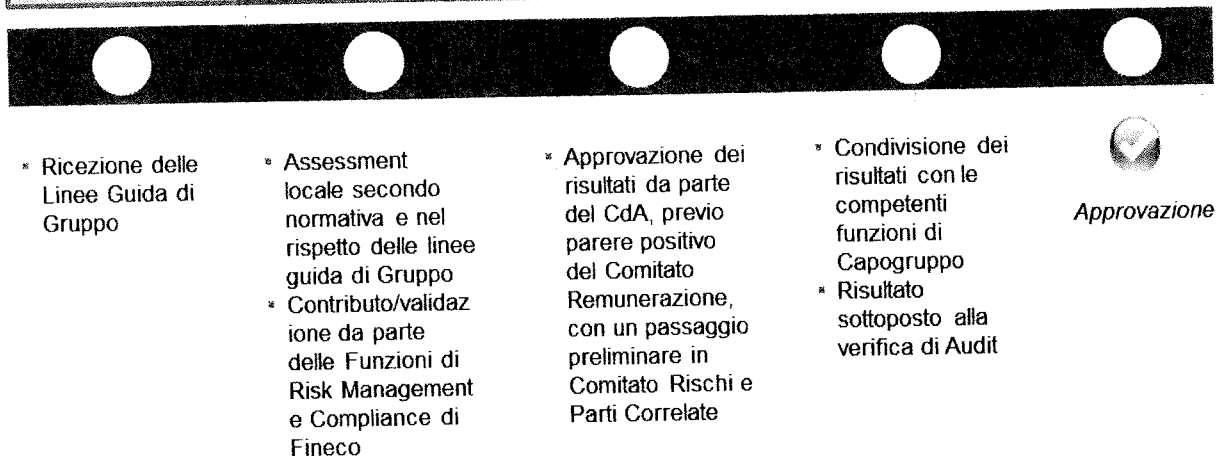 Ricezione delle
Linee Guida di
Gruppo
Assessment
locale secondo
normativa e nel
rispetto delle linee
guida di Gruppo
Contributo/validaz
ione da parte
delle Funzioni di
Risk Management
e Compliance di
Fineco
Approvazione dei
risultati da parte
del CdA, previo
parere positivo
del Comitato
Remunerazione,
con un passaggio
preliminare in
Comitato Rischi e
Parti Correlate
Condivisione dei
risultati con le
competenti
funzioni di
Capogruppo
Risultato
sottoposto alla
verifica di Audit
Approvazione